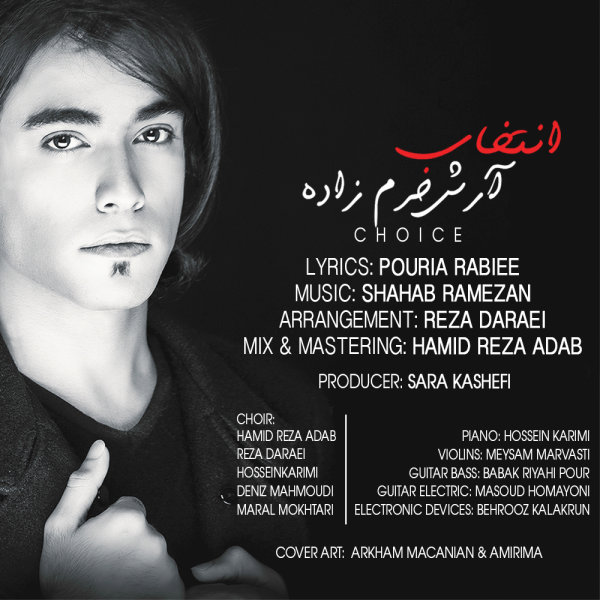 انتخاب
آرش خرم زاده
CHOICE
LYRICS: POURIA RABIEE
MUSIC: SHAHAB RAMEZAN
ARRANGEMENT: REZA DARAEI
MIX & MASTERING: HAMID REZA ADAB
PRODUCER: SARA KASHEFI
CHOIR:
HAMID REZA ADAB
REZA DARAEI
HOSSEINKARIMI
DENIZ MAHMOUDI
MARAL MOKHTARI
PIANO: HOSSEIN KARIMI
VIOLINS: MEYSAM MARVASTI
GUITAR BASS: BABAK RIYAHI POUR
GUITAR ELECTRIC: MASOUD HOMAYONI
ELECTRONIC DEVICES: BEHROOZ KALAKRUN
COVER ART: ARKHAM MACANIAN & AMIRIMA